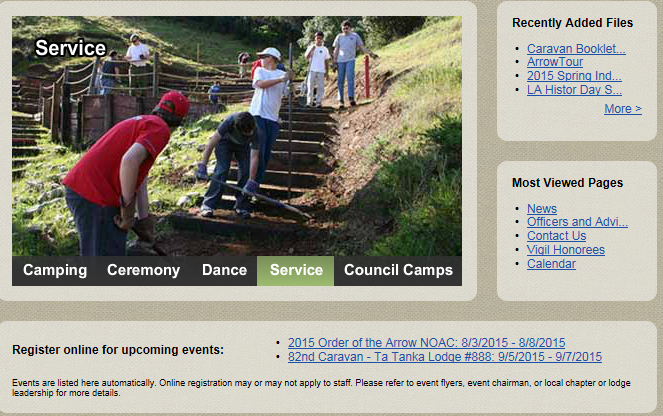 Service
Camping Ceremony Dance Service Council Camps
Recently Added Files
• Caravan Booklet...
• ArrowTour
• 2015 Spring Ind...
• LA Histor Day S...
More >
Most Viewed Pages
• News
• Officers and Advi...
• Contact Us
• Vigil Honorees
• Calendar
Register online for upcoming events:
• 2015 Order of the Arrow NOAC: 8/3/2015 - 8/8/2015
• 82nd Caravan - Ta Tanka Lodge #888: 9/5/2015 - 9/7/2015
Events are listed here automatically. Online registration may or may not apply to staff. Please refer to event flyers, event chairman, or local chapter or lodge
leadership for more details.